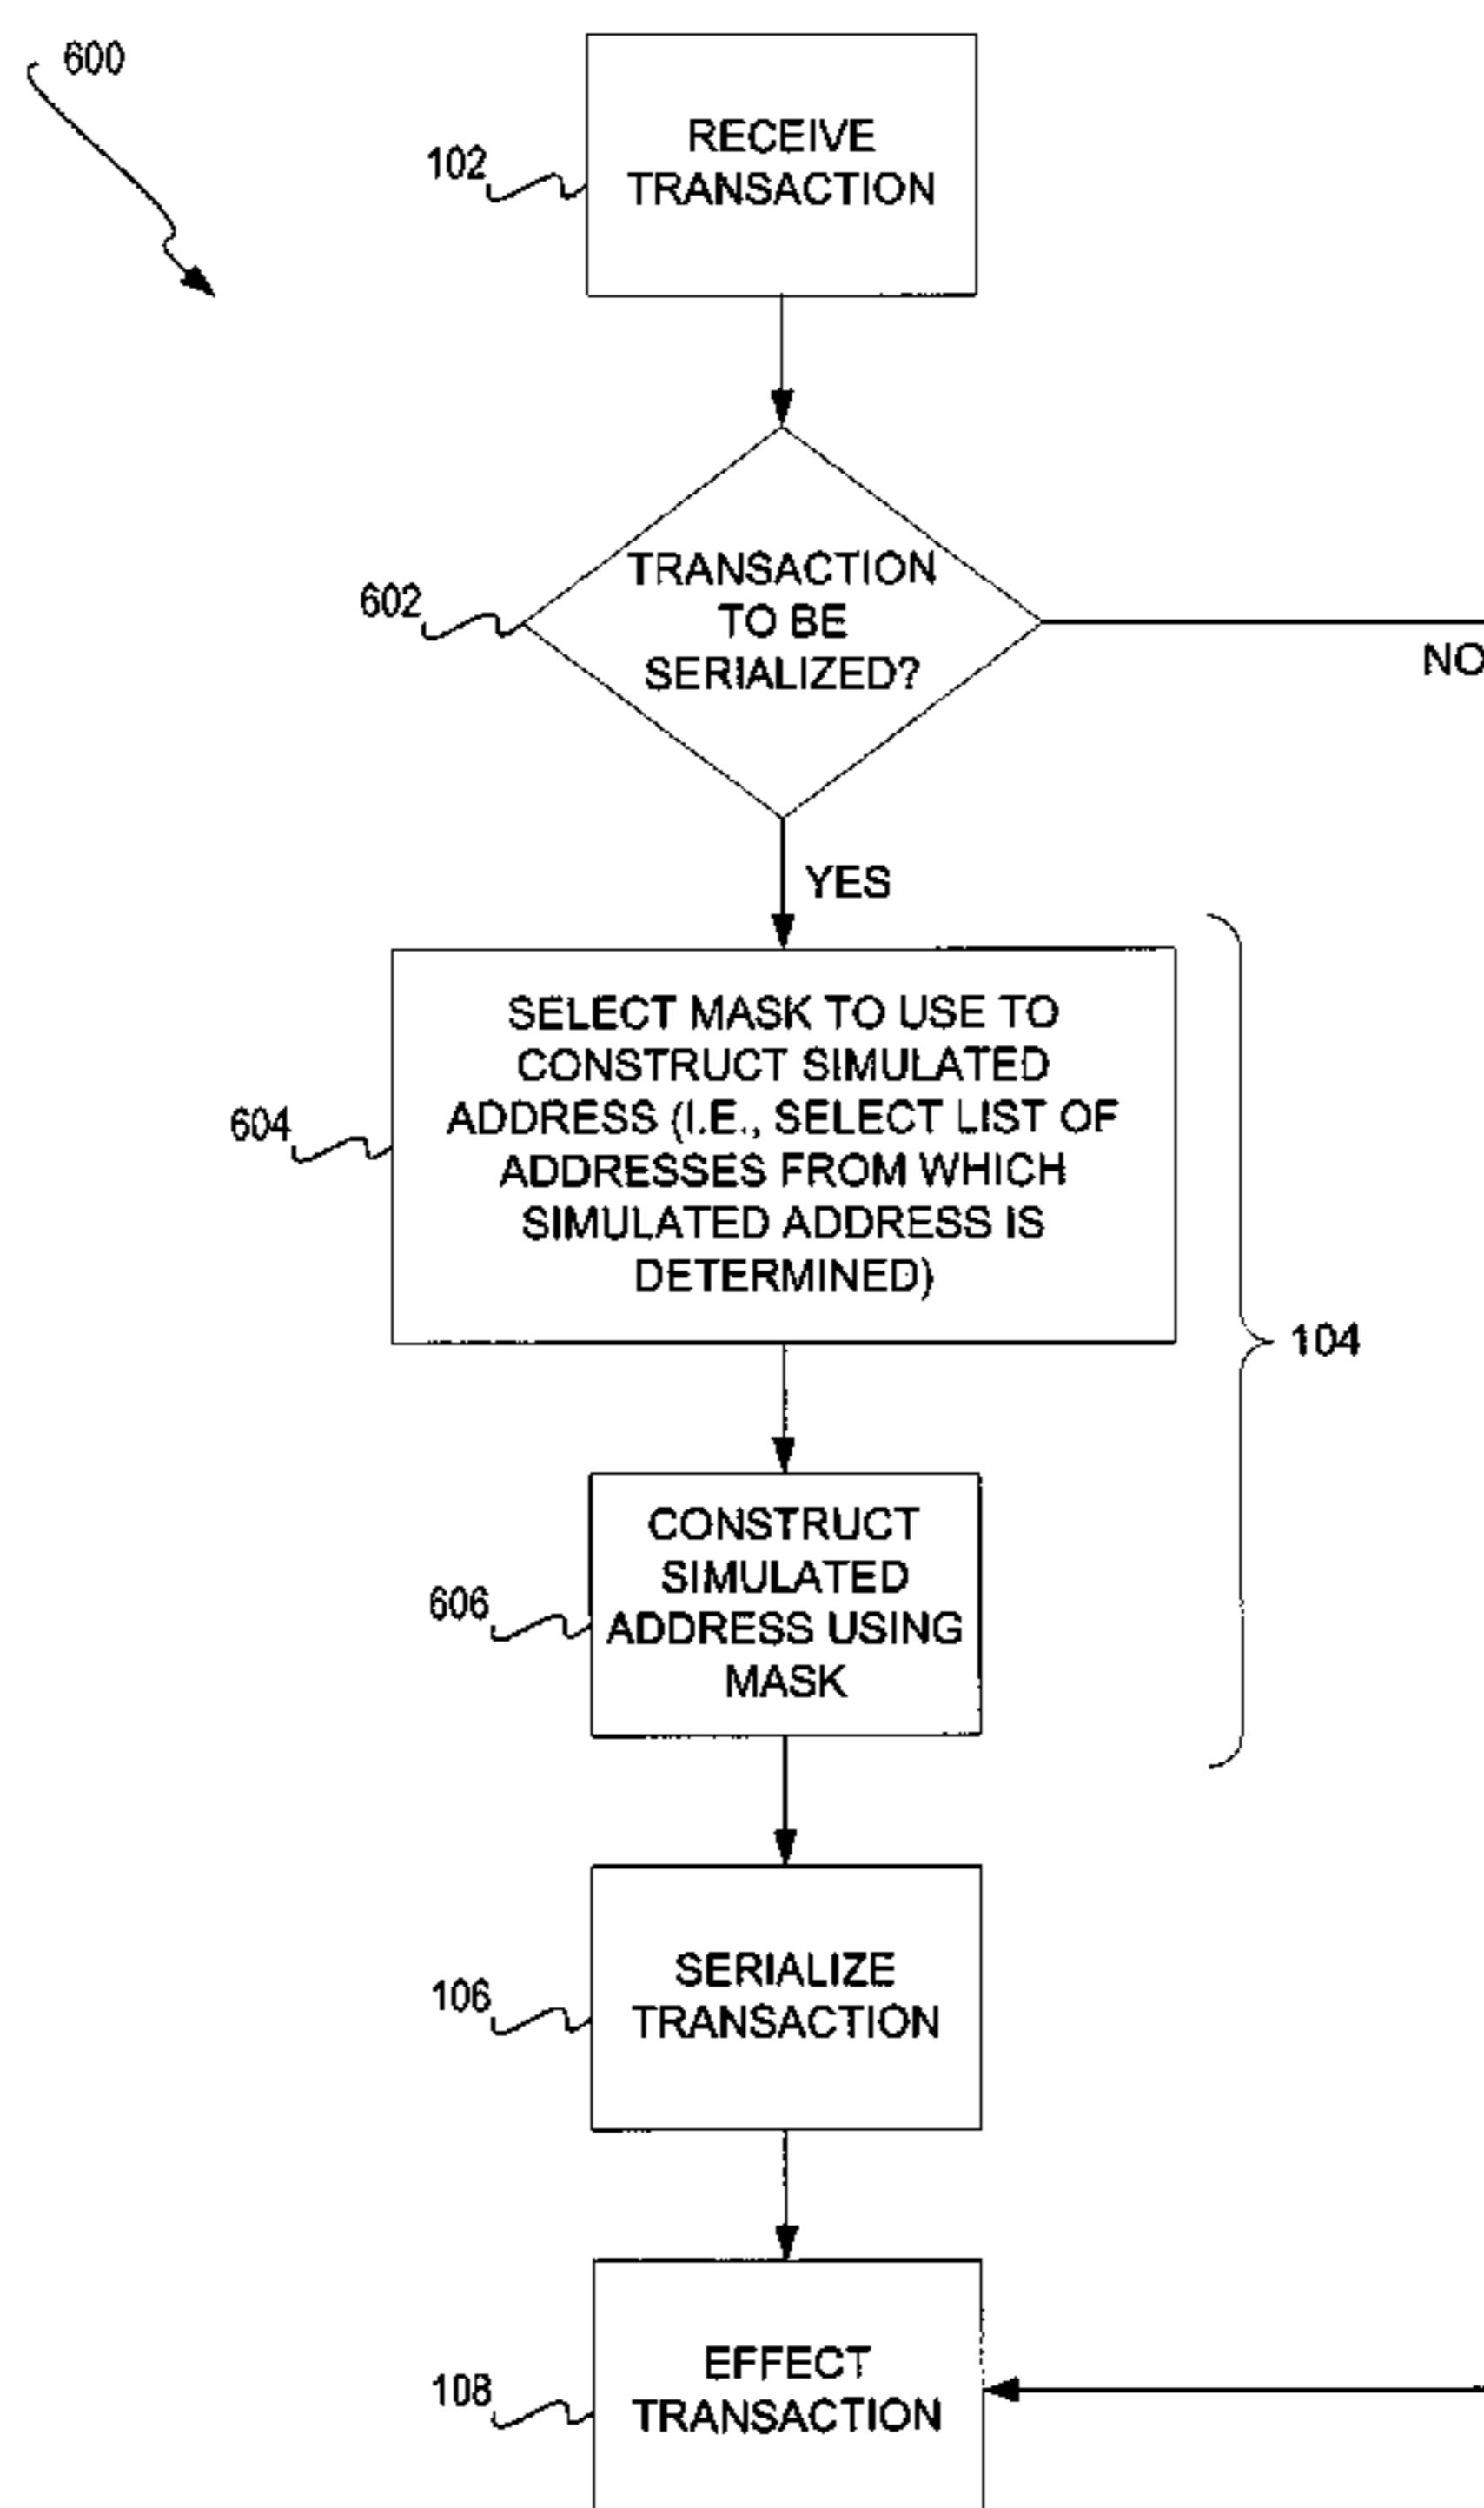 600
RECEIVE
TRANSACTION
102
TRANSACTION
TO BE
SERIALIZED?
602
NO
YES
SELECT MASK TO USE TO
CONSTRUCT SIMULATED
ADDRESS (I.E., SELECT LIST OF
ADDRESSES FROM WHICH
SIMULATED ADDRESS IS
DETERMINED)
604
104
CONSTRUCT
SIMULATED
ADDRESS USING
MASK
606
SERIALIZE
TRANSACTION
106
EFFECT
TRANSACTION
108